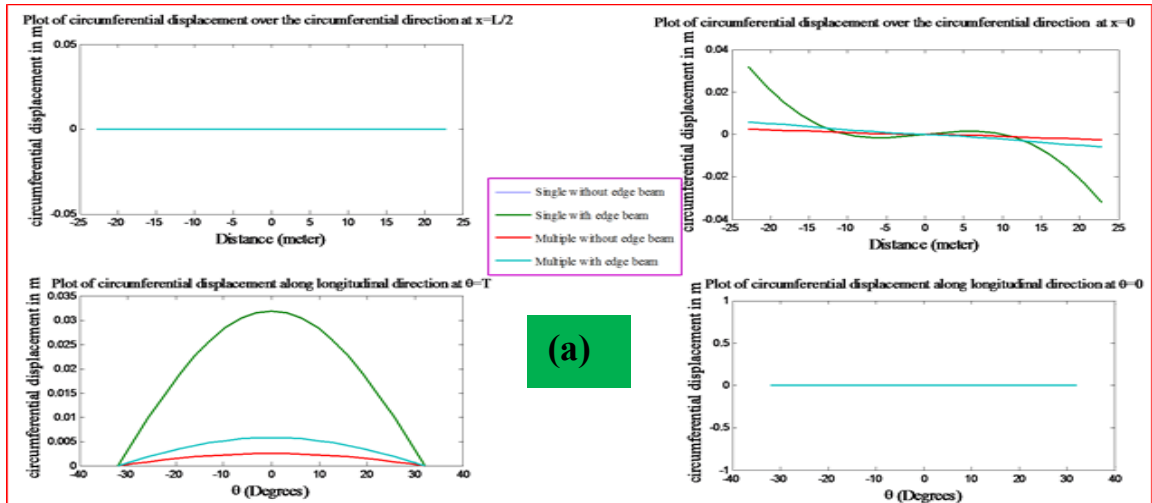 Plot of circumferential displacement over the circumferential direction at x=L/2
circumferential displacement in m
0.05
0
-0.05
-25 -20 -15 -10 -5 0 5 10 15 20 25
Distance (meter)
Plot of circumferential displacement over the circumferential direction at x=0
circumferential displacement in m
0.04
0.02
0
-0.02
-0.04
-25 -20 -15 -10 -5 0 5 10 15 20 25
Distance (meter)
Single without edge beam
Single with edge beam
Multiple without edge beam
Multiple with edge beam
Plot of circumferential displacement along longitudinal direction at θ=T
circumferential displacement in m
0.035
0.03
0.025
0.02
0.015
0.01
0.005
0
-40 -30 -20 -10 0 10 20 30 40
θ (Degrees)
(a)
Plot of circumferential displacement along longitudinal direction at θ=0
circumferential displacement in m
1
0.5
0
-0.5
-1
-40 -30 -20 -10 0 10 20 30 40
θ (Degrees)